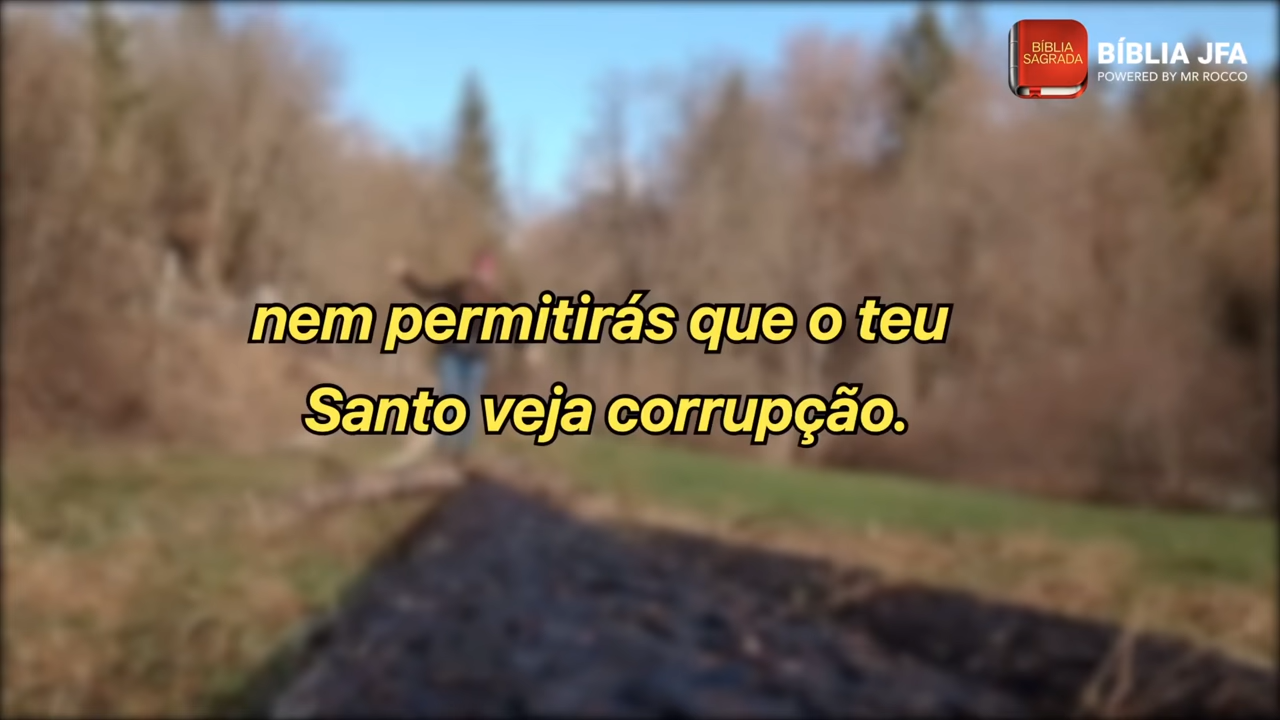 BÍBLIA
SAGRADA
BÍBLIA JFA
POWERED BY MR ROCCO
nem permitirás que o teu
Santo veja corrupção.